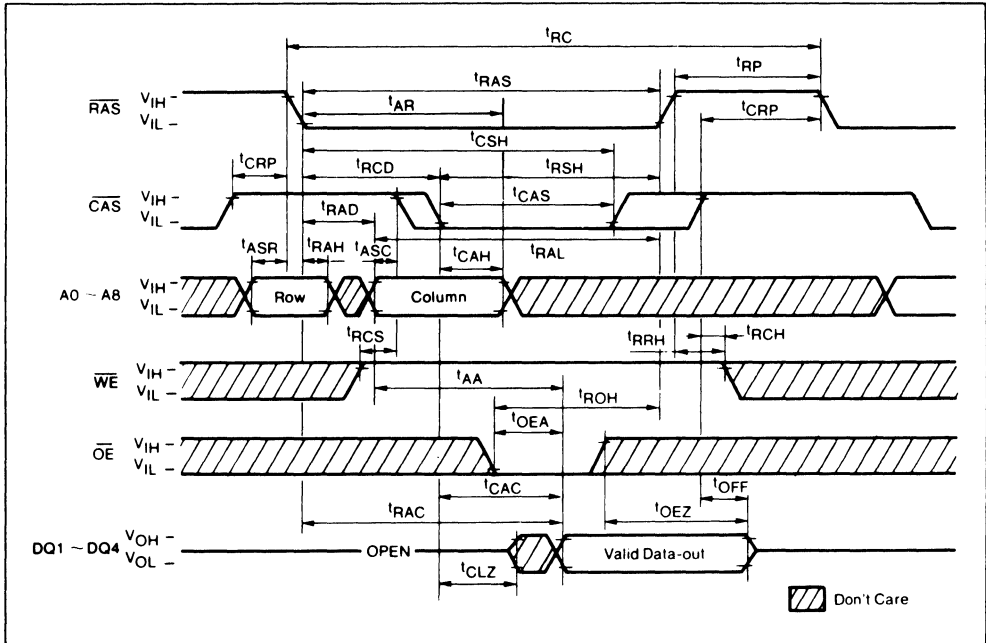 tRC
tRP
tRAS
RAS VIH
VIL
tAR
tCRP
tCSH
tCRP
tRCD
tRSH
CAS VIH
VIL
tCAS
tRAD
tRAL
tASR
tRAH
tASC
tCAH
A0 ~ A8 VIH
VIL
Row
Column
tRCS
tRRH
tRCH
WE VIH
VIL
tAA
tROH
tOEA
OE VIH
VIL
tCAC
tOFF
tRAC
tOEZ
DQ1 ~ DQ4 VOH
VOL
OPEN
Valid Data-out
tCLZ
Don't Care